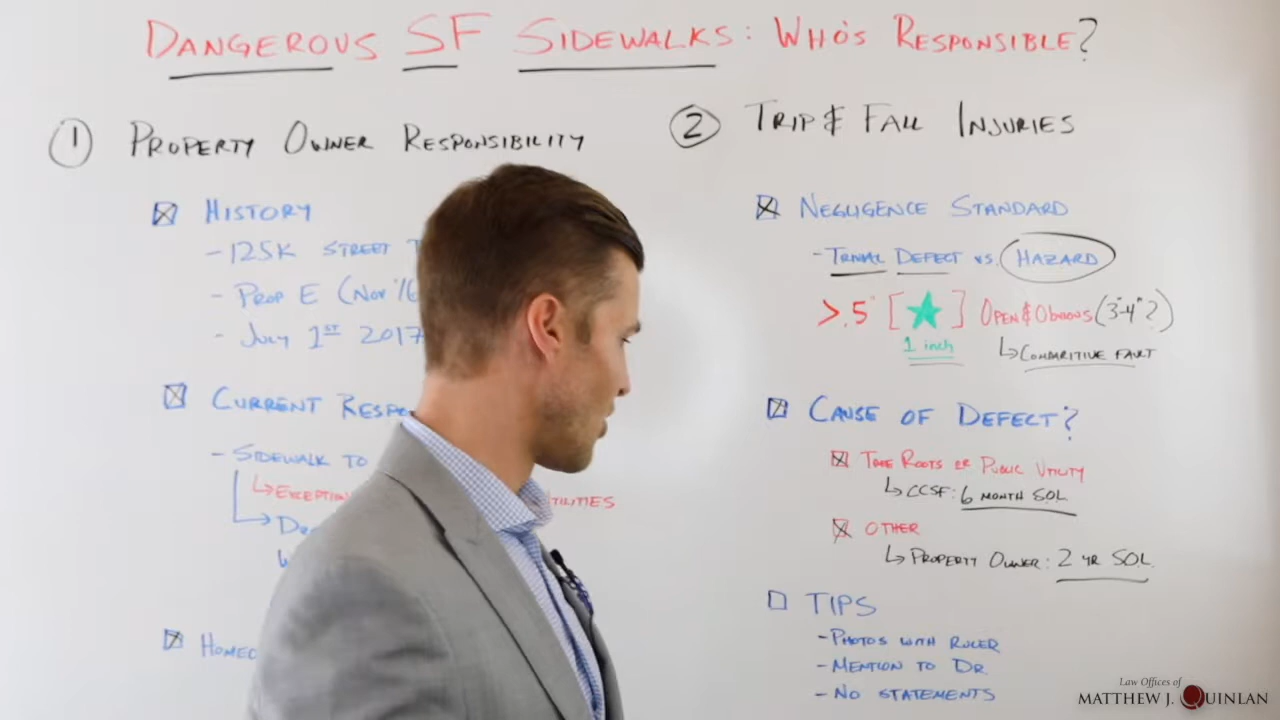 DANGEROUS SF SIDEWALKS: WHO'S RESPONSIBLE?
1 PROPERTY OWNER RESPONSIBILITY
HISTORY
- 125K STREET
- PROP E (NOV '16
- JULY 1ST 2017
CURRENT RESPO
- SIDEWALK TO
EXCEPTION
TILITIES
HOMEO
2 TRIP & FALL INJURIES
NEGLIGENCE STANDARD
- TRIVIAL DEFECT VS. HAZARD
>.5" [★] OPEN & OBVIOUS (3"-4"?)
1 inch
COMPARITIVE FAULT
CAUSE OF DEFECT?
TREE ROOTS OR PUBLIC UTILITY
CCSF: 6 MONTH SOL
OTHER
PROPERTY OWNER: 2 YR SOL
TIPS
- PHOTOS WITH RULER
- MENTION TO DR.
- NO STATEMENTS
Law Offices of
MATTHEW J. QUINLAN